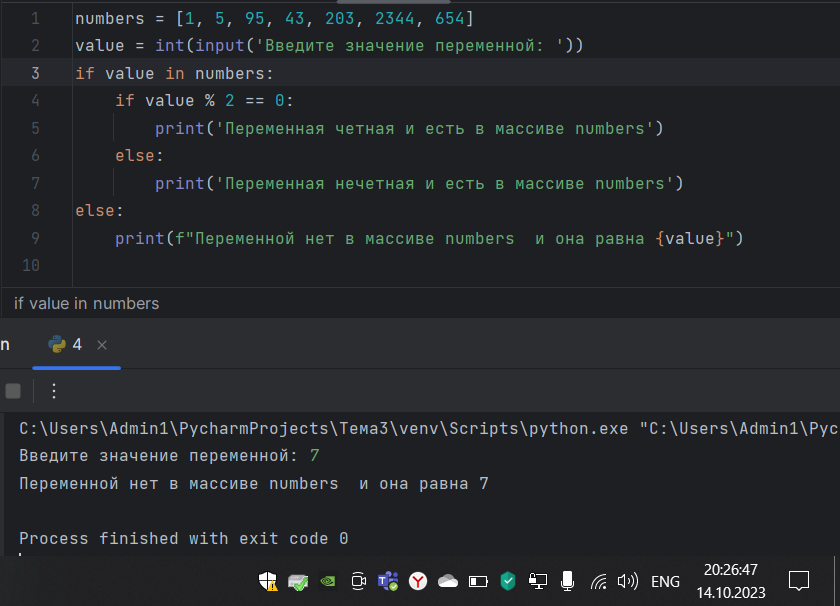 1 numbers = [1, 5, 95, 43, 203, 2344, 654]
2 value = int(input('Введите значение переменной: '))
3 if value in numbers:
4     if value % 2 == 0:
5         print('Переменная четная и есть в массиве numbers')
6     else:
7         print('Переменная нечетная и есть в массиве numbers')
8 else:
9     print(f"Переменной нет в массиве numbers  и она равна {value}")
10
if value in numbers
n 4
C:\Users\Admin1\PycharmProjects\Тема3\venv\Scripts\python.exe "C:\Users\Admin1\Pyc
Введите значение переменной: 7
Переменной нет в массиве numbers  и она равна 7
Process finished with exit code 0
ENG 20:26:47
14.10.2023